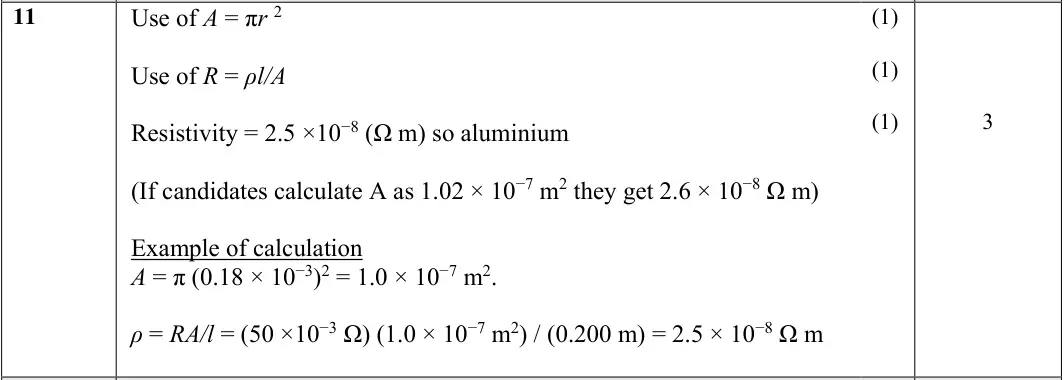 11
Use of A = πr ² (1)
Use of R = ρl/A (1)
Resistivity = 2.5 ×10⁻⁸ (Ω m) so aluminium (1) 3
(If candidates calculate A as 1.02 × 10⁻⁷ m² they get 2.6 × 10⁻⁸ Ω m)
Example of calculation
A = π (0.18 × 10⁻³)² = 1.0 × 10⁻⁷ m².
ρ = RA/l = (50 ×10⁻³ Ω) (1.0 × 10⁻⁷ m²) / (0.200 m) = 2.5 × 10⁻⁸ Ω m